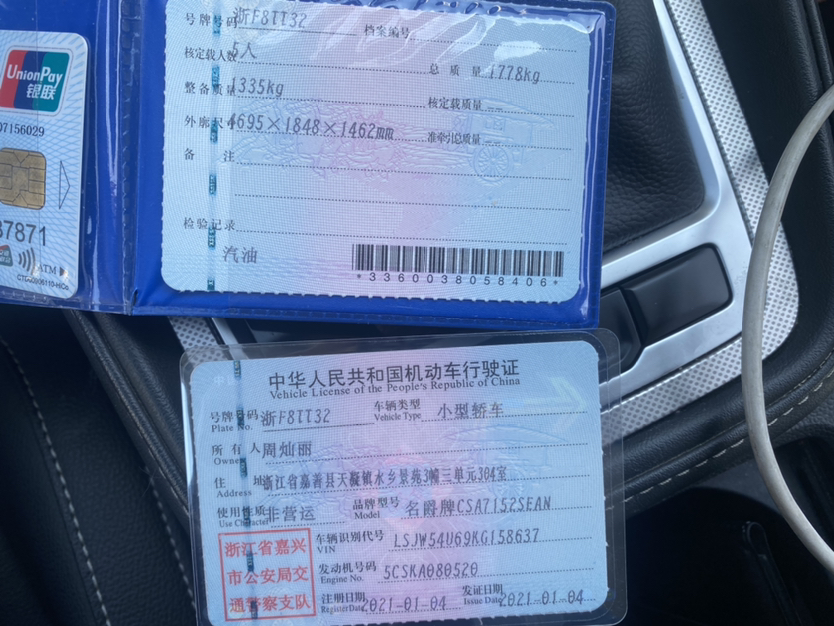 号牌号码 浙F8TT32 档案编号
核定载人数 5人 总质量 1778kg
整备质量 1335kg 核定载质量 --
外廓尺寸 4695×1848×1462mm 准牵引总质量 --
备注
检验记录
汽油
*3360038058406*
UnionPay
银联
07156029
37871
ATM
中华人民共和国机动车行驶证
Vehicle License of the People's Republic of China
号牌号码 浙F8TT32 车辆类型 小型轿车
Plate No. Vehicle Type
所有人 周灿丽
Owner
住址 浙江省嘉善县天凝镇水乡景苑3幢三单元304室
Address
使用性质 非营运 品牌型号 名爵牌CSA7152SEAN
Use Character Model
浙江省嘉兴
市公安局交
通警察支队
车辆识别代号 LSJW54U69KG158637
VIN
发动机号码 5CSKA080520
Engine No.
注册日期 2021-01-04 发证日期 2021-01-04
Register Date Issue Date